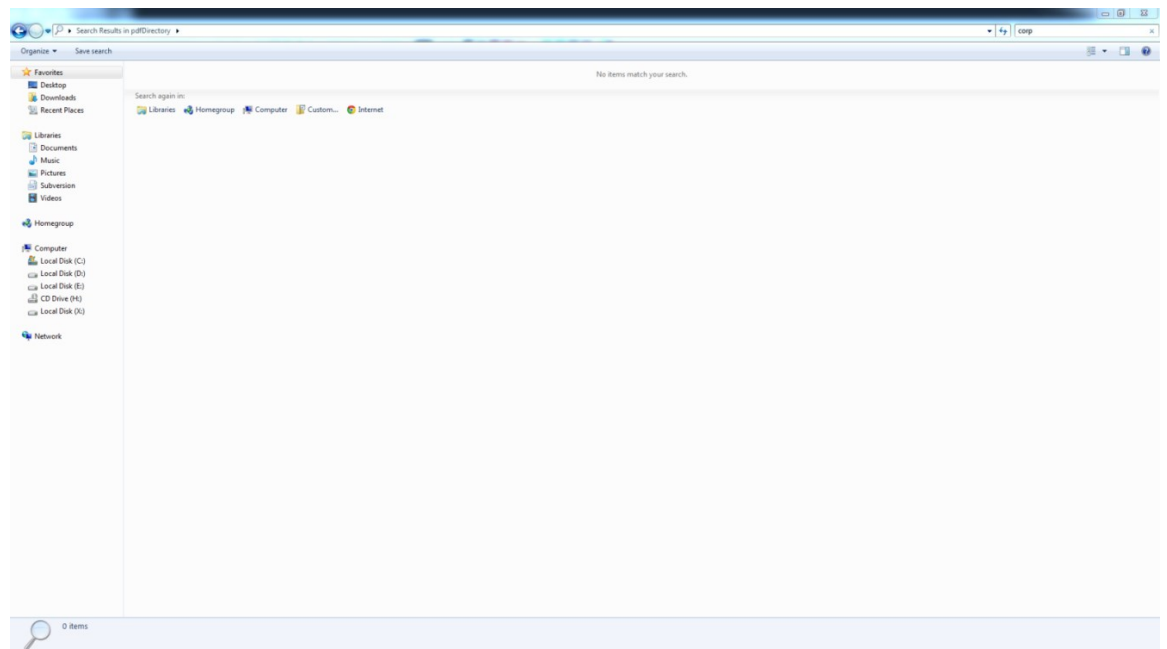 Search Results in pdfDirectory
corp
Organize
Save search
Favorites
Desktop
Downloads
Recent Places
Libraries
Documents
Music
Pictures
Subversion
Videos
Homegroup
Computer
Local Disk (C:)
Local Disk (D:)
Local Disk (E:)
CD Drive (H:)
Local Disk (X:)
Network
No items match your search.
Search again in:
Libraries Homegroup Computer Custom... Internet
0 items